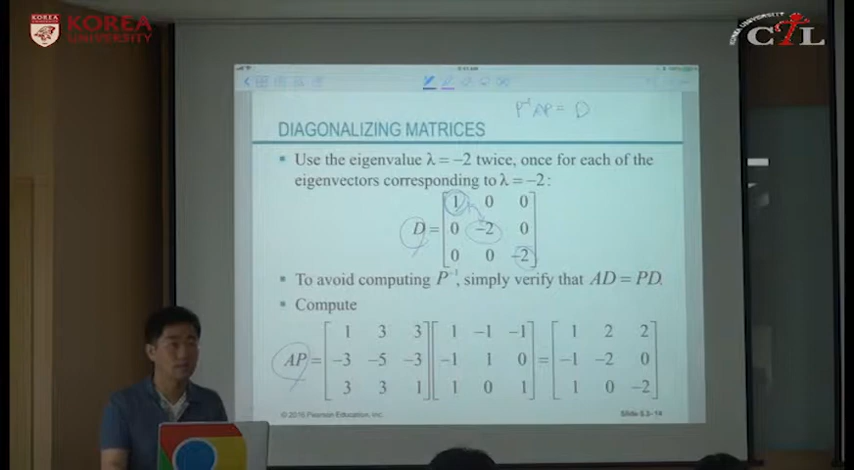 KOREA
UNIVERSITY
KOREA UNIVERSITY
CTL
P⁻¹AP = D
DIAGONALIZING MATRICES
▪ Use the eigenvalue λ = −2 twice, once for each of the
eigenvectors corresponding to λ = −2:
1 0 0
D = 0 −2 0
0 0 −2
▪ To avoid computing P⁻¹, simply verify that AD = PD.
▪ Compute
1 3 3 1 −1 −1 1 2 2
AP = −3 −5 −3 −1 1 0 = −1 −2 0
3 3 1 1 0 1 1 0 −2
© 2016 Pearson Education, Inc.
Slide 5.3- 14